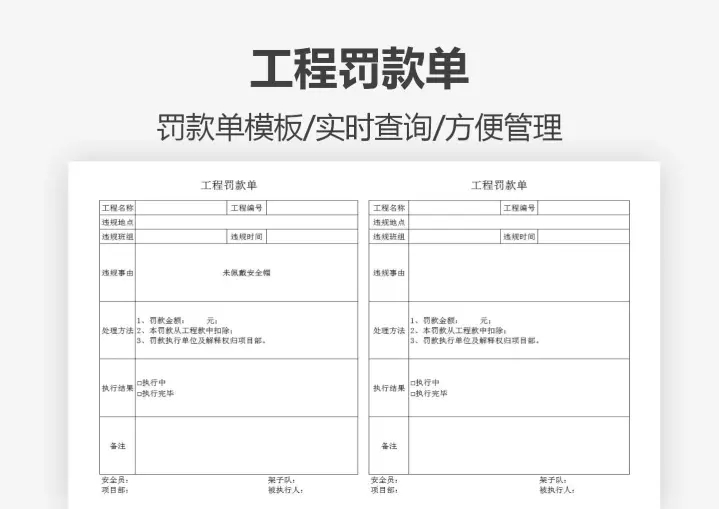 工程罚款单
罚款单模板/实时查询/方便管理
工程罚款单
工程名称 工程编号
违规地点
违规班组 违规时间
违规事由 未佩戴安全帽
处理方法
1、罚款金额: 元;
2、本罚款从工程款中扣除;
3、罚款执行单位及解释权归项目部。
执行结果
□执行中
□执行完毕
备注
安全员: 架子队:
项目部: 被执行人:
工程罚款单
工程名称 工程编号
违规地点
违规班组 违规时间
违规事由
处理方法
1、罚款金额: 元;
2、本罚款从工程款中扣除;
3、罚款执行单位及解释权归项目部。
执行结果
□执行中
□执行完毕
备注
安全员: 架子队:
项目部: 被执行人: